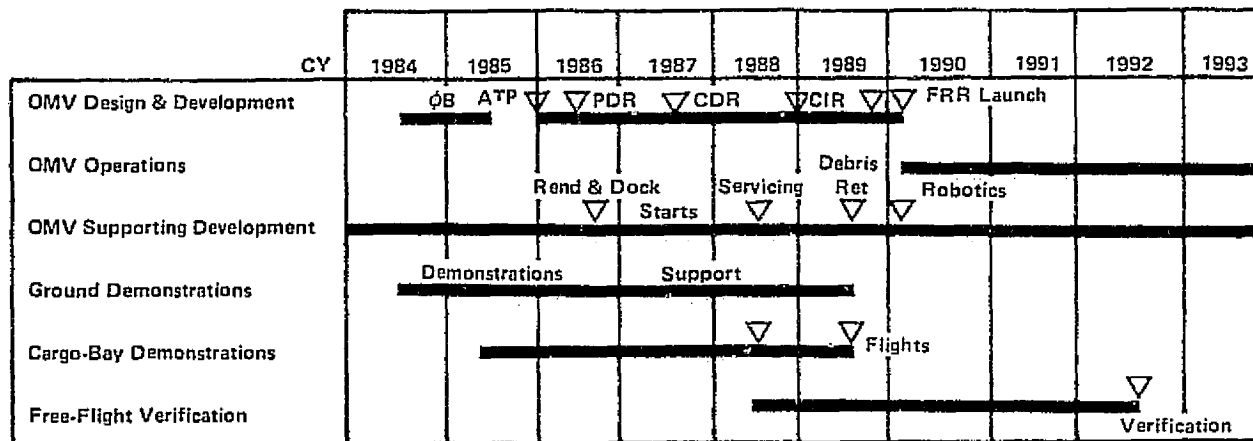 CY 1984 1985 1986 1987 1988 1989 1990 1991 1992 1993
OMV Design & Development ϕB ATP PDR CDR CIR FRR Launch
OMV Operations
Debris
Rend & Dock Servicing Ret Robotics
Starts
OMV Supporting Development
Demonstrations Support
Ground Demonstrations
Cargo-Bay Demonstrations Flights
Free-Flight Verification
Verification